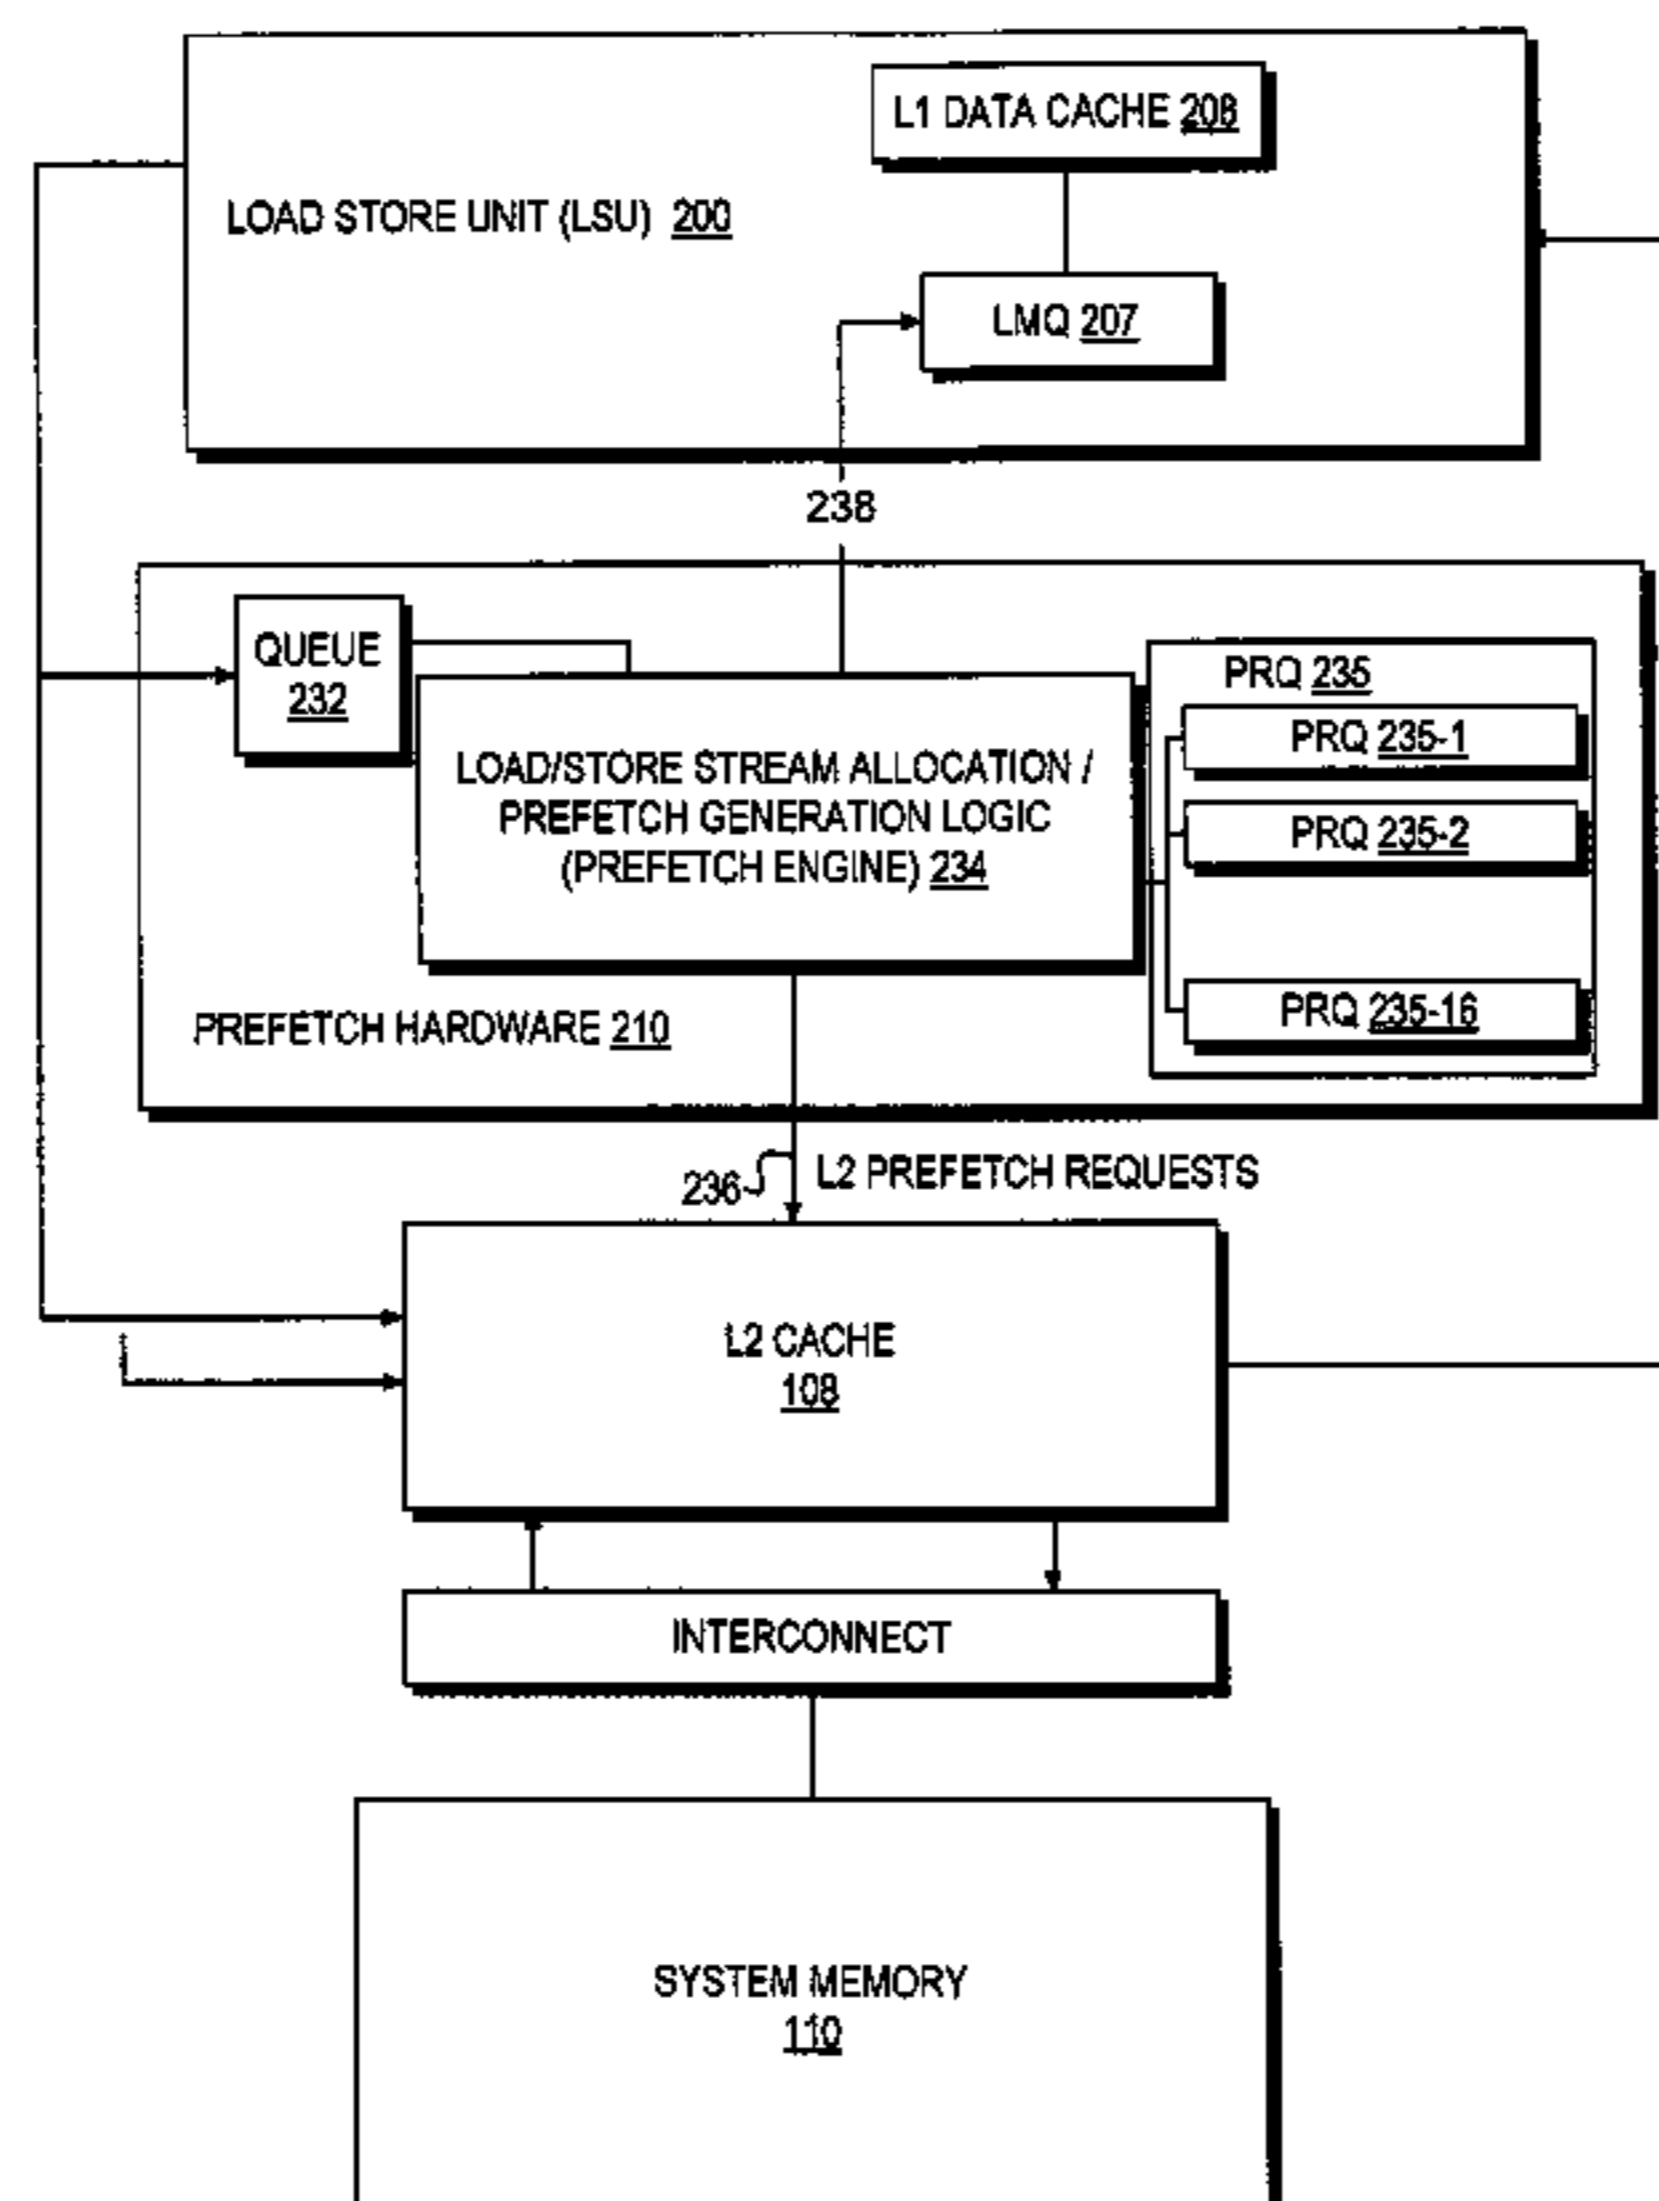 L1 DATA CACHE 206
LOAD STORE UNIT (LSU) 200
LMQ 207
238
QUEUE
232
PRQ 235
PRQ 235-1
LOAD/STORE STREAM ALLOCATION /
PREFETCH GENERATION LOGIC
(PREFETCH ENGINE) 234
PRQ 235-2
PRQ 235-16
PREFETCH HARDWARE 210
236
L2 PREFETCH REQUESTS
L2 CACHE
108
INTERCONNECT
SYSTEM MEMORY
110